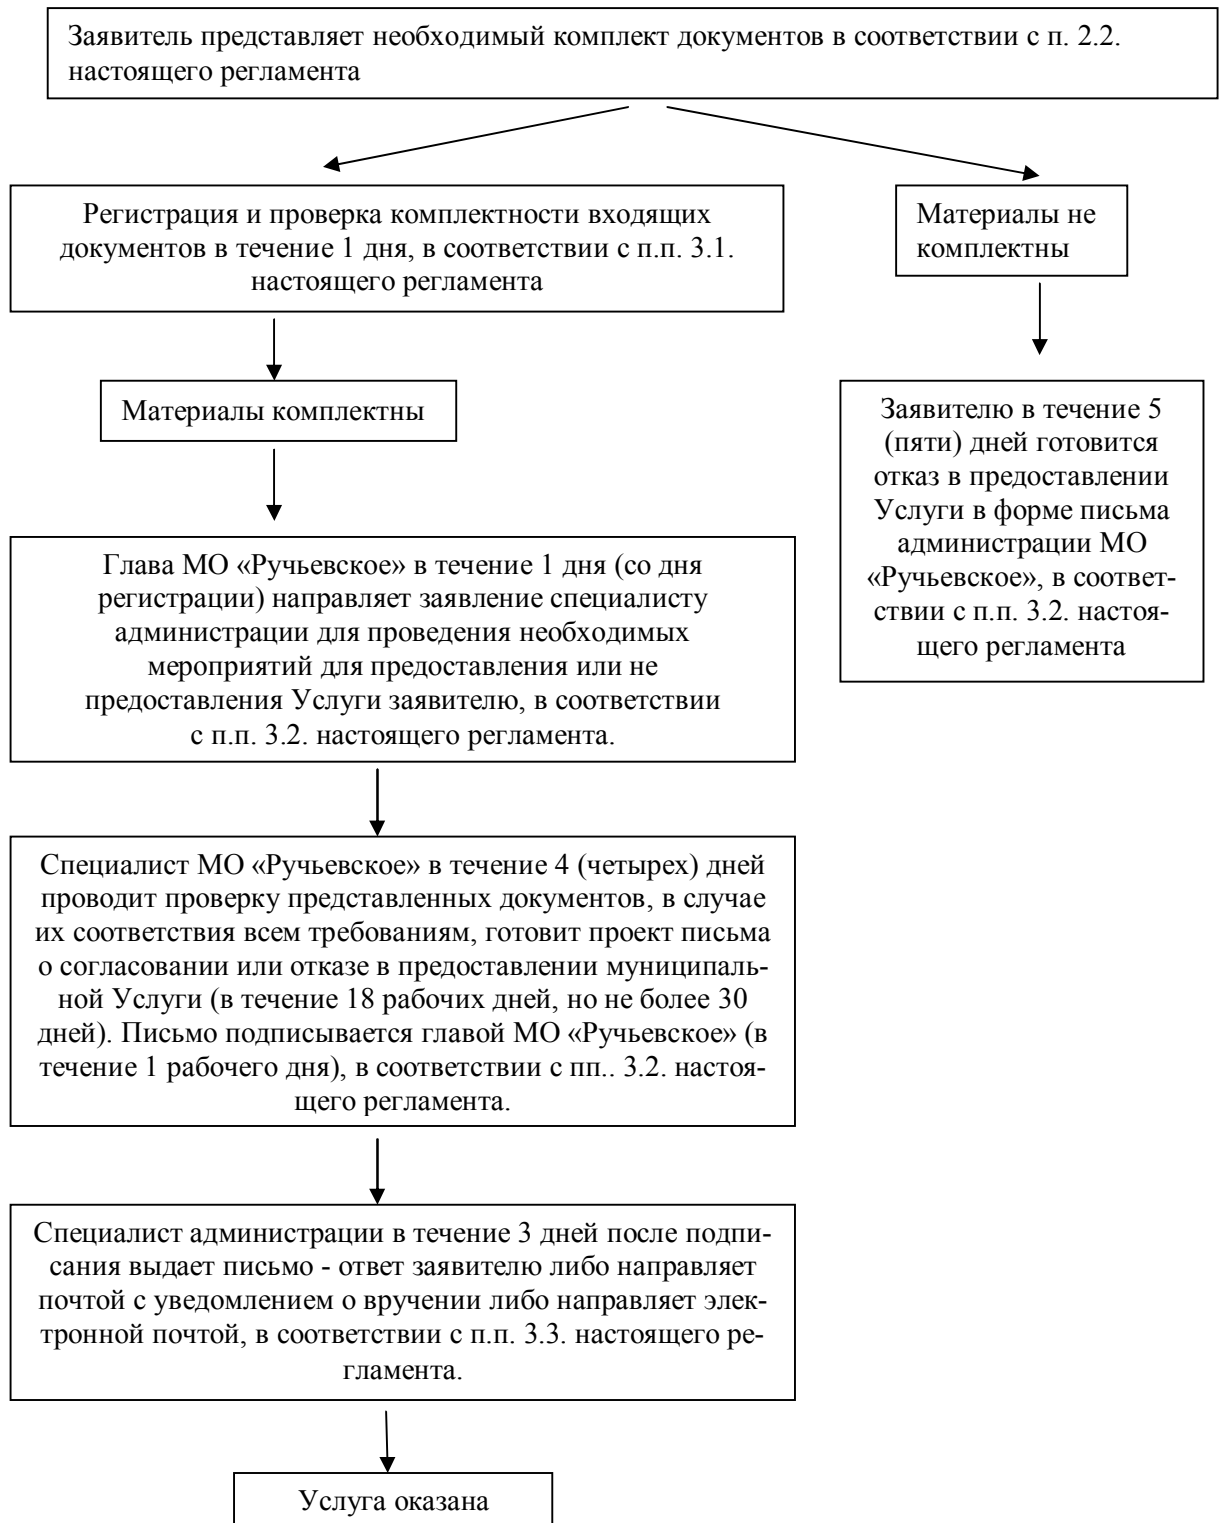 Заявитель представляет необходимый комплект документов в соответствии с п. 2.2.
настоящего регламента
Регистрация и проверка комплектности входящих
документов в течение 1 дня, в соответствии с п.п. 3.1.
настоящего регламента
Материалы не
комплектны
Материалы комплектны
Заявителю в течение 5
(пяти) дней готовится
отказ в предоставлении
Услуги в форме письма
администрации МО
«Ручьевское», в соответ-
ствии с п.п. 3.2. настоя-
щего регламента
Глава МО «Ручьевское» в течение 1 дня (со дня
регистрации) направляет заявление специалисту
администрации для проведения необходимых
мероприятий для предоставления или не
предоставления Услуги заявителю, в соответствии
с п.п. 3.2. настоящего регламента.
Специалист МО «Ручьевское» в течение 4 (четырех) дней
проводит проверку представленных документов, в случае
их соответствия всем требованиям, готовит проект письма
о согласовании или отказе в предоставлении муниципаль-
ной Услуги (в течение 18 рабочих дней, но не более 30
дней). Письмо подписывается главой МО «Ручьевское» (в
течение 1 рабочего дня), в соответствии с пп.. 3.2. настоя-
щего регламента.
Специалист администрации в течение 3 дней после подпи-
сания выдает письмо - ответ заявителю либо направляет
почтой с уведомлением о вручении либо направляет элек-
тронной почтой, в соответствии с п.п. 3.3. настоящего ре-
гламента.
Услуга оказана